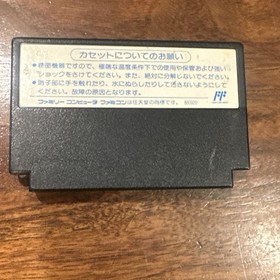 カセットについてのお願い
●精密機器ですので、極端な温度条件下での使用や保管および強い
ショックをさけてください。また、絶対に分解しないでください。
●端子部に手を触れたり、水にぬらしたりして汚さないようにして
ください。故障の原因となります。
ファミリーコンピュータ ファミコンは任天堂の商標です。